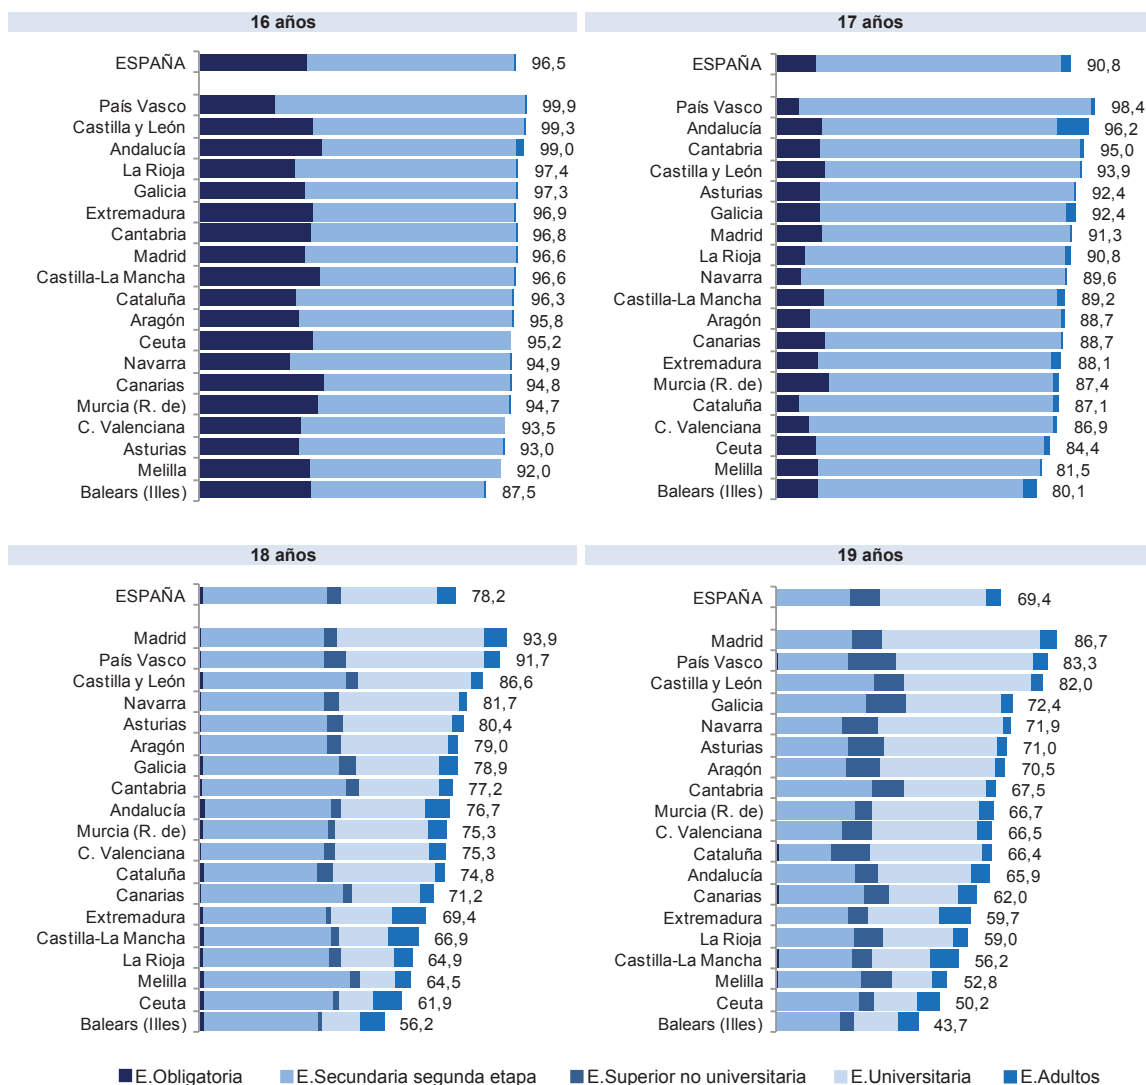 16 años
ESPAÑA 96,5
País Vasco 99,9
Castilla y León 99,3
Andalucía 99,0
La Rioja 97,4
Galicia 97,3
Extremadura 96,9
Cantabria 96,8
Madrid 96,6
Castilla-La Mancha 96,6
Cataluña 96,3
Aragón 95,8
Ceuta 95,2
Navarra 94,9
Canarias 94,8
Murcia (R. de) 94,7
C. Valenciana 93,5
Asturias 93,0
Melilla 92,0
Balears (Illes) 87,5
17 años
ESPAÑA 90,8
País Vasco 98,4
Andalucía 96,2
Cantabria 95,0
Castilla y León 93,9
Asturias 92,4
Galicia 92,4
Madrid 91,3
La Rioja 90,8
Navarra 89,6
Castilla-La Mancha 89,2
Aragón 88,7
Canarias 88,7
Extremadura 88,1
Murcia (R. de) 87,4
Cataluña 87,1
C. Valenciana 86,9
Ceuta 84,4
Melilla 81,5
Balears (Illes) 80,1
18 años
ESPAÑA 78,2
Madrid 93,9
País Vasco 91,7
Castilla y León 86,6
Navarra 81,7
Asturias 80,4
Aragón 79,0
Galicia 78,9
Cantabria 77,2
Andalucía 76,7
Murcia (R. de) 75,3
C. Valenciana 75,3
Cataluña 74,8
Canarias 71,2
Extremadura 69,4
Castilla-La Mancha 66,9
La Rioja 64,9
Melilla 64,5
Ceuta 61,9
Balears (Illes) 56,2
19 años
ESPAÑA 69,4
Madrid 86,7
País Vasco 83,3
Castilla y León 82,0
Galicia 72,4
Navarra 71,9
Asturias 71,0
Aragón 70,5
Cantabria 67,5
Murcia (R. de) 66,7
C. Valenciana 66,5
Cataluña 66,4
Andalucía 65,9
Canarias 62,0
Extremadura 59,7
La Rioja 59,0
Castilla-La Mancha 56,2
Melilla 52,8
Ceuta 50,2
Balears (Illes) 43,7
E.Obligatoria E.Secundaria segunda etapa E.Superior no universitaria E.Universitaria E.Adultos